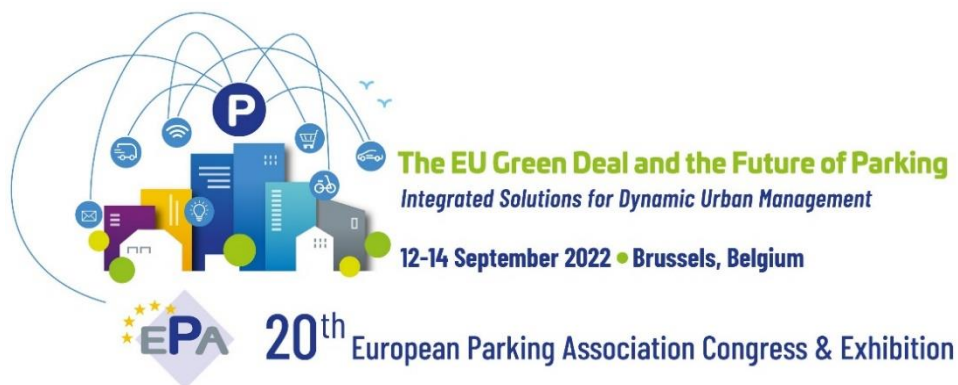 P
The EU Green Deal and the Future of Parking
Integrated Solutions for Dynamic Urban Management
12-14 September 2022 • Brussels, Belgium
EPA
20th European Parking Association Congress & Exhibition